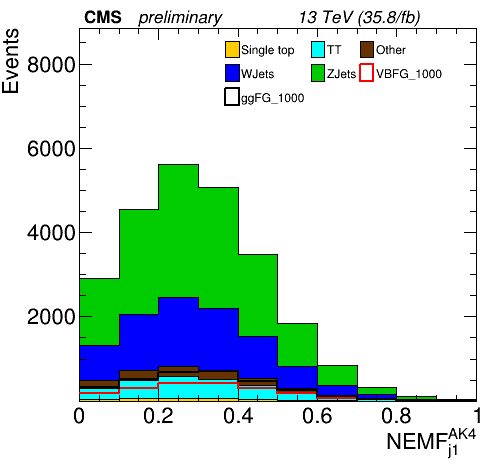 CMS preliminary 13 TeV (35.8/fb)
Events
Single top TT Other
WJets ZJets VBFG_1000
ggFG_1000
8000
6000
4000
2000
0 0.2 0.4 0.6 0.8 1
NEMF_{j1}^{AK4}